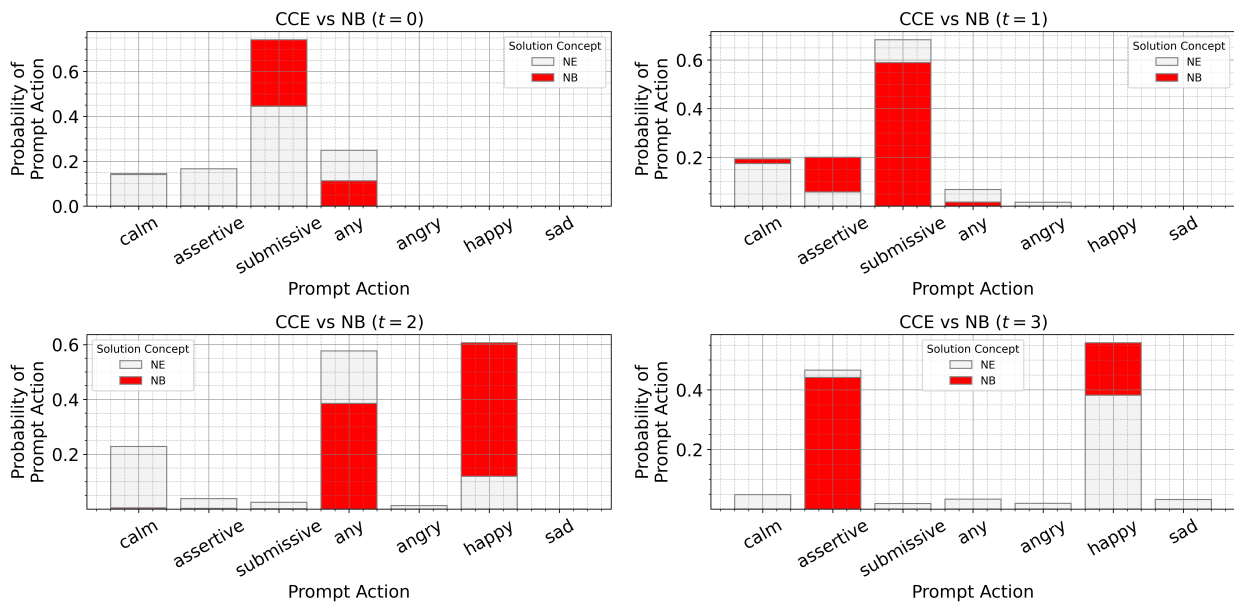 CCE vs NB (t = 0)
Probability of
Prompt Action
0.6
0.4
0.2
0.0
Solution Concept
NE
NB
calm
assertive
submissive
any
angry
happy
sad
Prompt Action
CCE vs NB (t = 1)
Probability of
Prompt Action
0.6
0.4
0.2
Solution Concept
NE
NB
calm
assertive
submissive
any
angry
happy
sad
Prompt Action
CCE vs NB (t = 2)
Probability of
Prompt Action
0.6
0.4
0.2
Solution Concept
NE
NB
calm
assertive
submissive
any
angry
happy
sad
Prompt Action
CCE vs NB (t = 3)
Probability of
Prompt Action
0.4
0.2
Solution Concept
NE
NB
calm
assertive
submissive
any
angry
happy
sad
Prompt Action